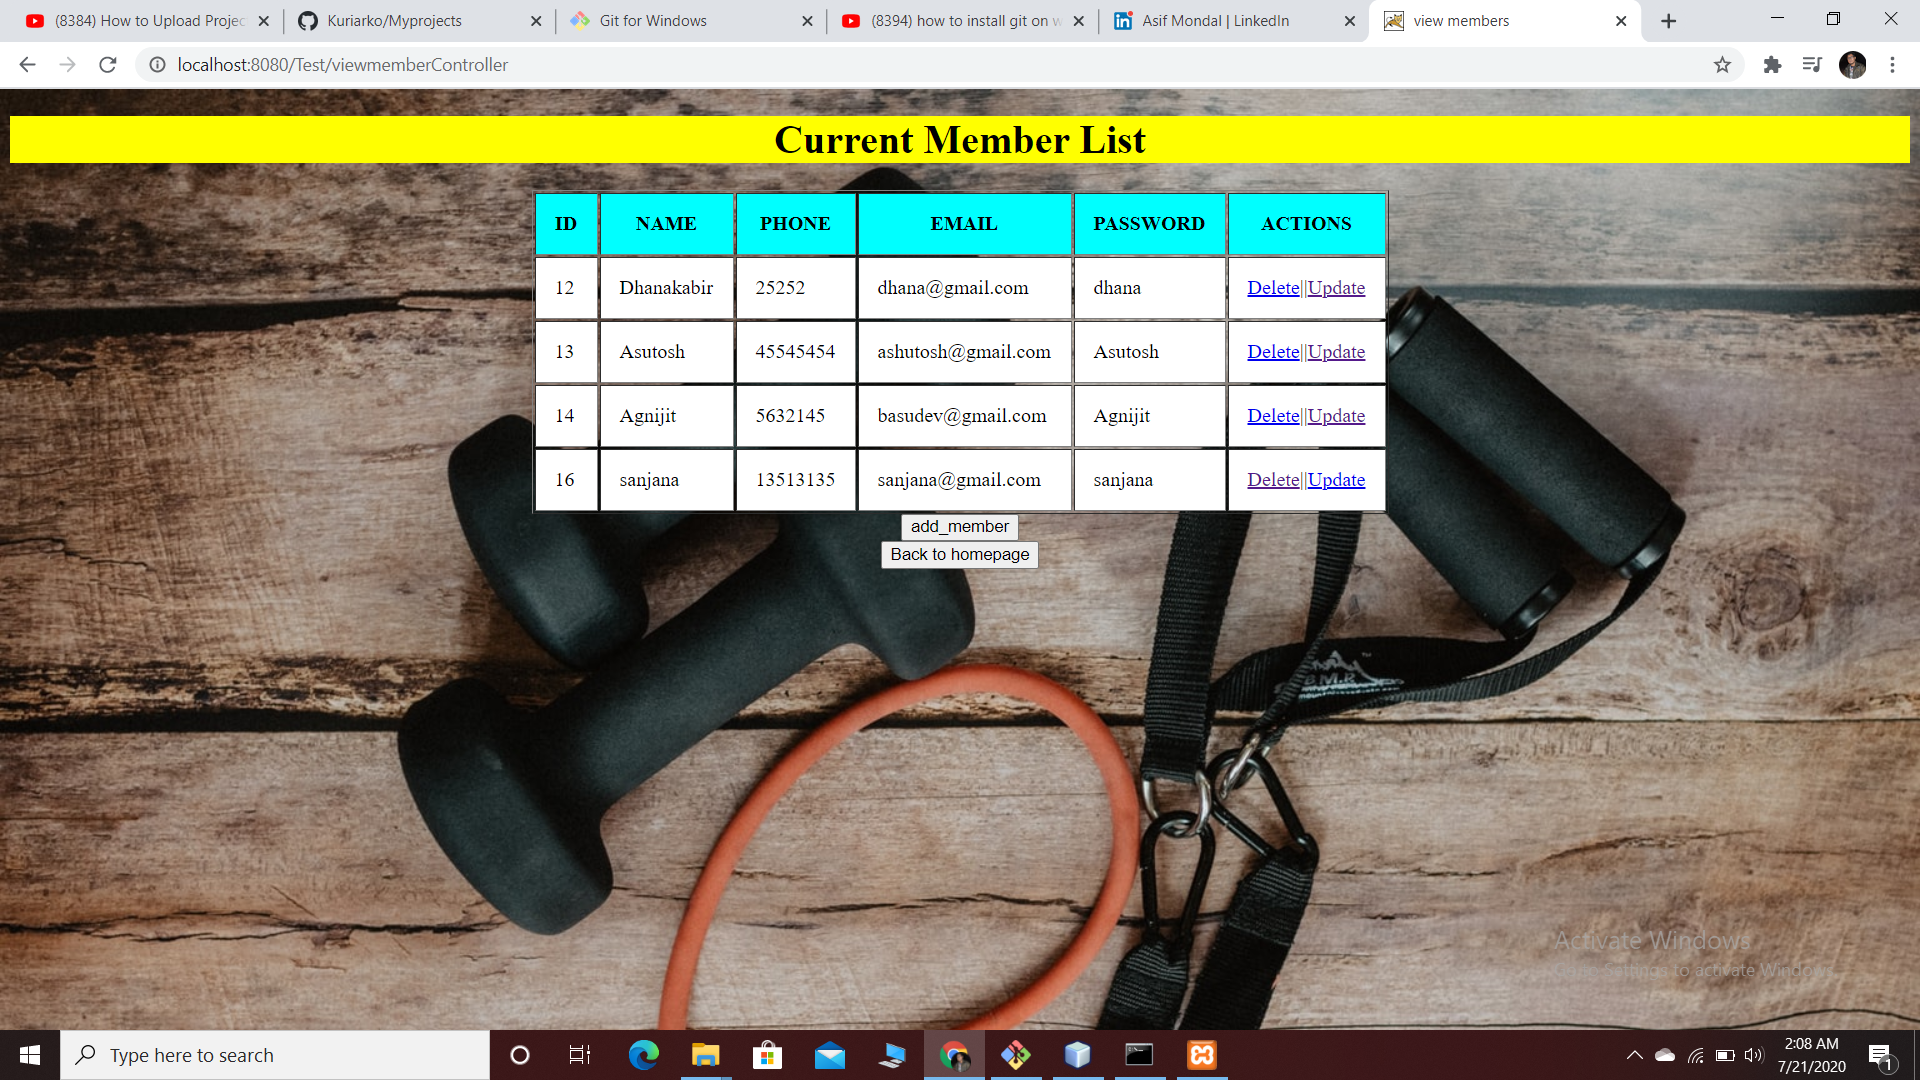 (8384) How to Upload Projec
Kuriarko/Myprojects
Git for Windows
(8394) how to install git on w
Asif Mondal | LinkedIn
view members
localhost:8080/Test/viewmemberController
Current Member List
ID NAME PHONE EMAIL PASSWORD ACTIONS
12 Dhanakabir 25252 dhana@gmail.com dhana Delete||Update
13 Asutosh 45545454 ashutosh@gmail.com Asutosh Delete||Update
14 Agnijit 5632145 basudev@gmail.com Agnijit Delete||Update
16 sanjana 13513135 sanjana@gmail.com sanjana Delete||Update
add_member
Back to homepage
Activate Windows
Go to Settings to activate Windows.
Type here to search
2:08 AM
7/21/2020
1